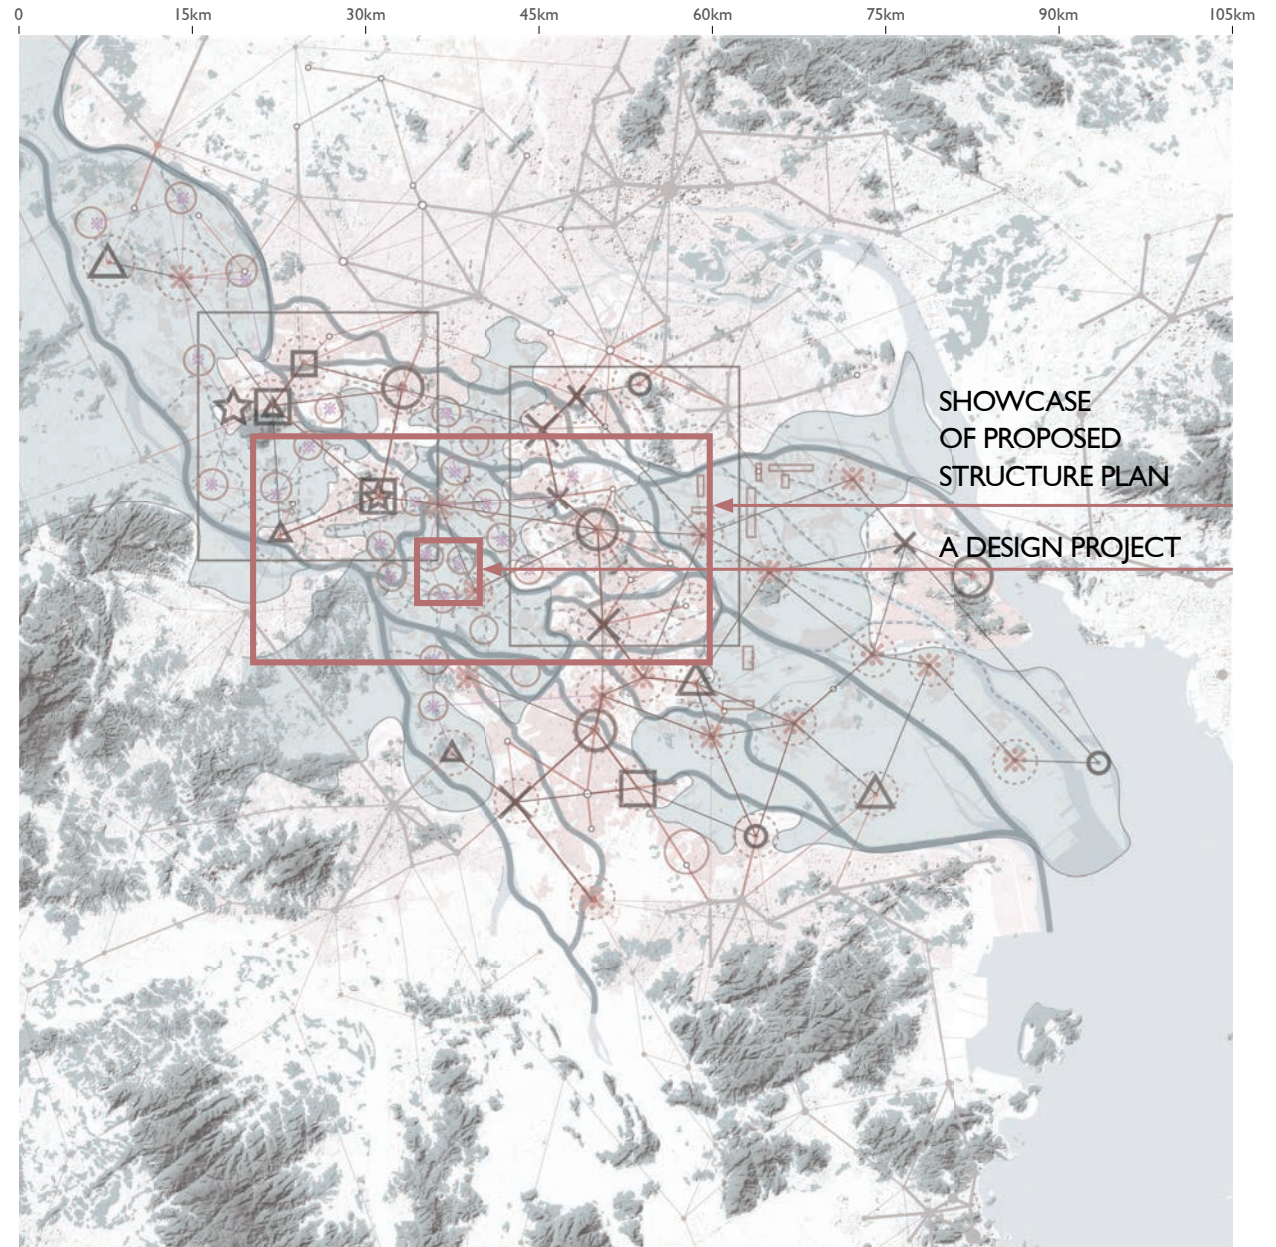 0 15km 30km 45km 60km 75km 90km 105km
SHOWCASE
OF PROPOSED
STRUCTURE PLAN
A DESIGN PROJECT